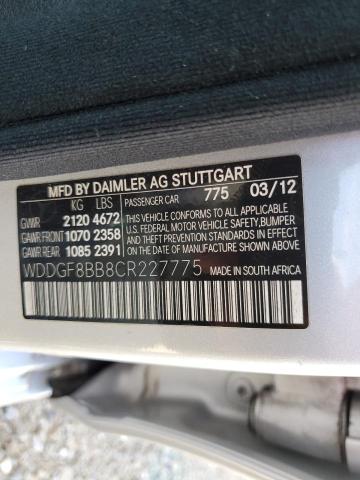 MFD BY DAIMLER AG STUTTGART
KG LBS PASSENGER CAR 775 03/12
GVWR 2120 4672
GAWR FRONT 1070 2358
GAWR REAR 1085 2391
THIS VEHICLE CONFORMS TO ALL APPLICABLE
U.S. FEDERAL MOTOR VEHICLE SAFETY, BUMPER
AND THEFT PREVENTION STANDARDS IN EFFECT
ON THE DATE OF MANUFACTURE SHOWN ABOVE.
WDDGF8BB8CR227775 MADE IN SOUTH AFRICA